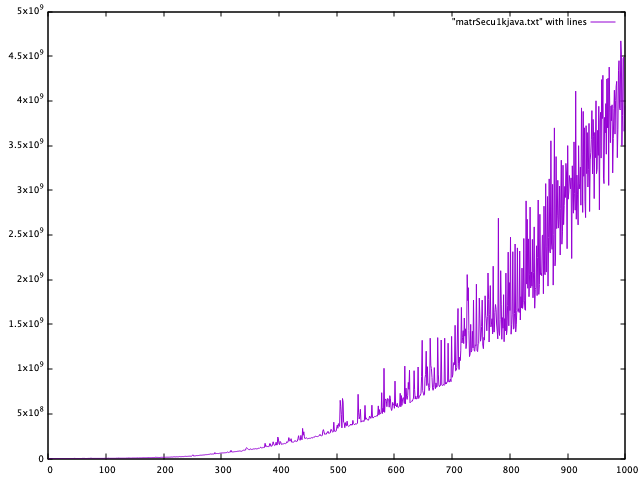 5x10⁹
"matrSecu1kjava.txt" with lines
4.5x10⁹
4x10⁹
3.5x10⁹
3x10⁹
2.5x10⁹
2x10⁹
1.5x10⁹
1x10⁹
5x10⁸
0
0 100 200 300 400 500 600 700 800 900 1000